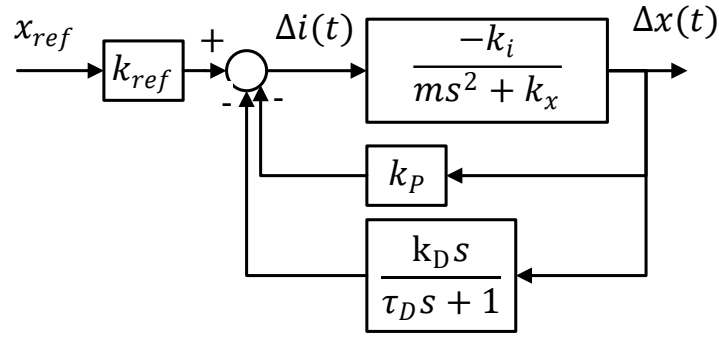 x_ref
k_ref
+
-
-
Δi(t)
-k_i
ms² + k_x
Δx(t)
k_P
k_D s
τ_D s + 1